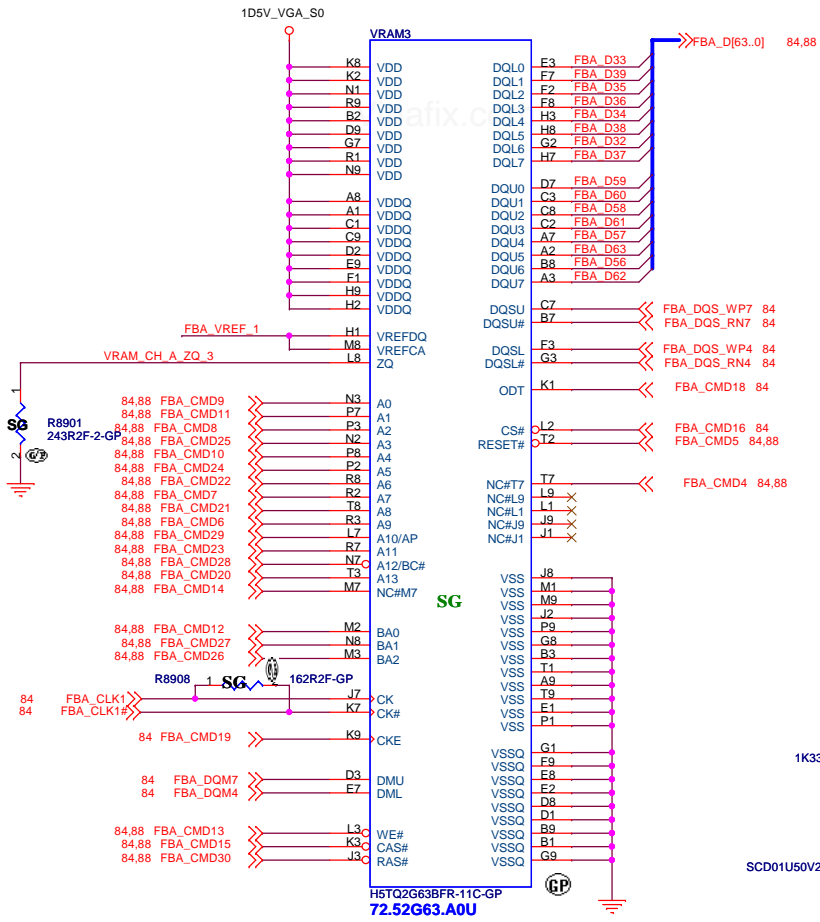 1D5V_VGA_S0
VRAM3
FBA_D[63..0] 84,88
K8 VDD
K2 VDD
N1 VDD
R9 VDD
B2 VDD
D9 VDD
G7 VDD
R1 VDD
N9 VDD
A8 VDDQ
A1 VDDQ
C1 VDDQ
C9 VDDQ
D2 VDDQ
E9 VDDQ
F1 VDDQ
H9 VDDQ
H2 VDDQ
FBA_VREF_1 H1 VREFDQ
M8 VREFCA
VRAM_CH_A_ZQ_3 L8 ZQ
1
SG
R8901
243R2F-2-GP
2
G/P
84,88 FBA_CMD9 N3 A0
84,88 FBA_CMD11 P7 A1
84,88 FBA_CMD8 P3 A2
84,88 FBA_CMD25 N2 A3
84,88 FBA_CMD10 P8 A4
84,88 FBA_CMD24 P2 A5
84,88 FBA_CMD22 R8 A6
84,88 FBA_CMD7 R2 A7
84,88 FBA_CMD21 T8 A8
84,88 FBA_CMD6 R3 A9
84,88 FBA_CMD29 L7 A10/AP
84,88 FBA_CMD23 R7 A11
84,88 FBA_CMD28 N7 A12/BC#
84,88 FBA_CMD20 T3 A13
84,88 FBA_CMD14 M7 NC#M7
84,88 FBA_CMD12 M2 BA0
84,88 FBA_CMD27 N8 BA1
84,88 FBA_CMD26 M3 BA2
R8908 1 SG 162R2F-GP
84 FBA_CLK1 J7 CK
84 FBA_CLK1# K7 CK#
84 FBA_CMD19 K9 CKE
84 FBA_DQM7 D3 DMU
84 FBA_DQM4 E7 DML
84,88 FBA_CMD13 L3 WE#
84,88 FBA_CMD15 K3 CAS#
84,88 FBA_CMD30 J3 RAS#
DQL0 E3 FBA_D33
DQL1 F7 FBA_D39
DQL2 F2 FBA_D35
DQL3 F8 FBA_D36
DQL4 H3 FBA_D34
DQL5 H8 FBA_D38
DQL6 G2 FBA_D32
DQL7 H7 FBA_D37
DQU0 D7 FBA_D59
DQU1 C3 FBA_D60
DQU2 C8 FBA_D58
DQU3 C2 FBA_D61
DQU4 A7 FBA_D57
DQU5 A2 FBA_D63
DQU6 B8 FBA_D56
DQU7 A3 FBA_D62
DQSU C7 FBA_DQS_WP7 84
DQSU# B7 FBA_DQS_RN7 84
DQSL F3 FBA_DQS_WP4 84
DQSL# G3 FBA_DQS_RN4 84
ODT K1 FBA_CMD18 84
CS# L2 FBA_CMD16 84
RESET# T2 FBA_CMD5 84,88
NC#T7 T7 FBA_CMD4 84,88
NC#L9 L9
NC#L1 L1
NC#J9 J9
NC#J1 J1
SG
VSS J8
VSS M1
VSS M9
VSS J2
VSS P9
VSS G8
VSS B3
VSS T1
VSS A9
VSS T9
VSS E1
VSS P1
VSSQ G1
VSSQ F9
VSSQ E8
VSSQ E2
VSSQ D8
VSSQ D1
VSSQ B9
VSSQ B1
VSSQ G9
1K33
SCD01U50V2
GP
H5TQ2G63BFR-11C-GP
72.52G63.A0U